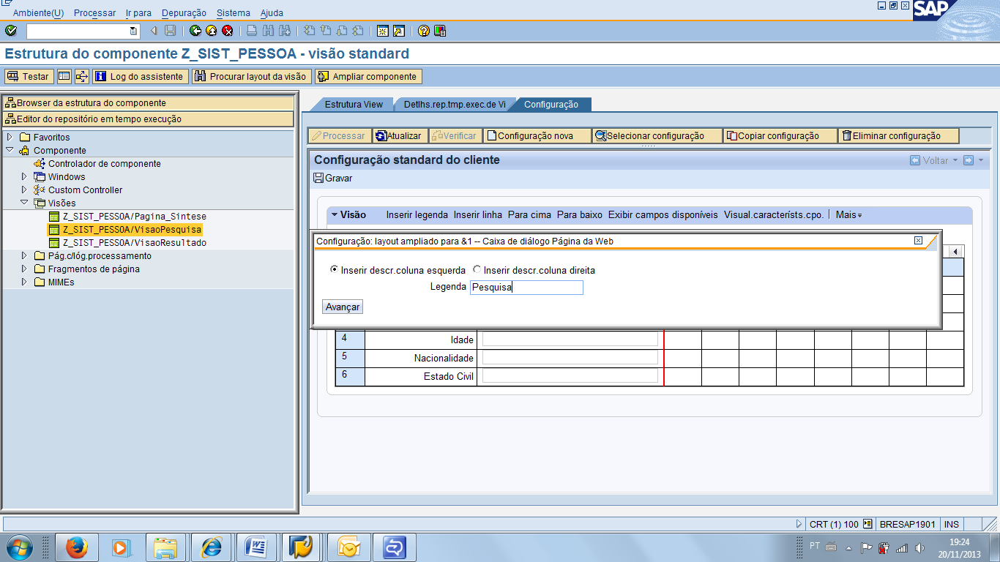 Ambiente(U) Processar Ir para Depuração Sistema Ajuda
SAP
Estrutura do componente Z_SIST_PESSOA - visão standard
Testar Log do assistente Procurar layout da visão Ampliar componente
Browser da estrutura do componente
Editor do repositório em tempo execução
Favoritos
Componente
Controlador de componente
Windows
Custom Controller
Visões
Z_SIST_PESSOA/Pagina_Sintese
Z_SIST_PESSOA/VisaoPesquisa
Z_SIST_PESSOA/VisaoResultado
Pág.c/lóg.processamento
Fragmentos de página
MIMEs
Estrutura View Detlhs.rep.tmp.exec.de Vi Configuração
Processar Atualizar Verificar Configuração nova Selecionar configuração Copiar configuração Eliminar configuração
Configuração standard do cliente Voltar
Gravar
Visão Inserir legenda Inserir linha Para cima Para baixo Exibir campos disponíveis Visual.característs.cpo. Mais
Configuração: layout ampliado para &1 -- Caixa de diálogo Página da Web
Inserir descr.coluna esquerda Inserir descr.coluna direita
Legenda Pesquisa
Avançar
4 Idade
5 Nacionalidade
6 Estado Civil
CRT (1) 100 BRESAP1901 INS
PT 19:24
20/11/2013